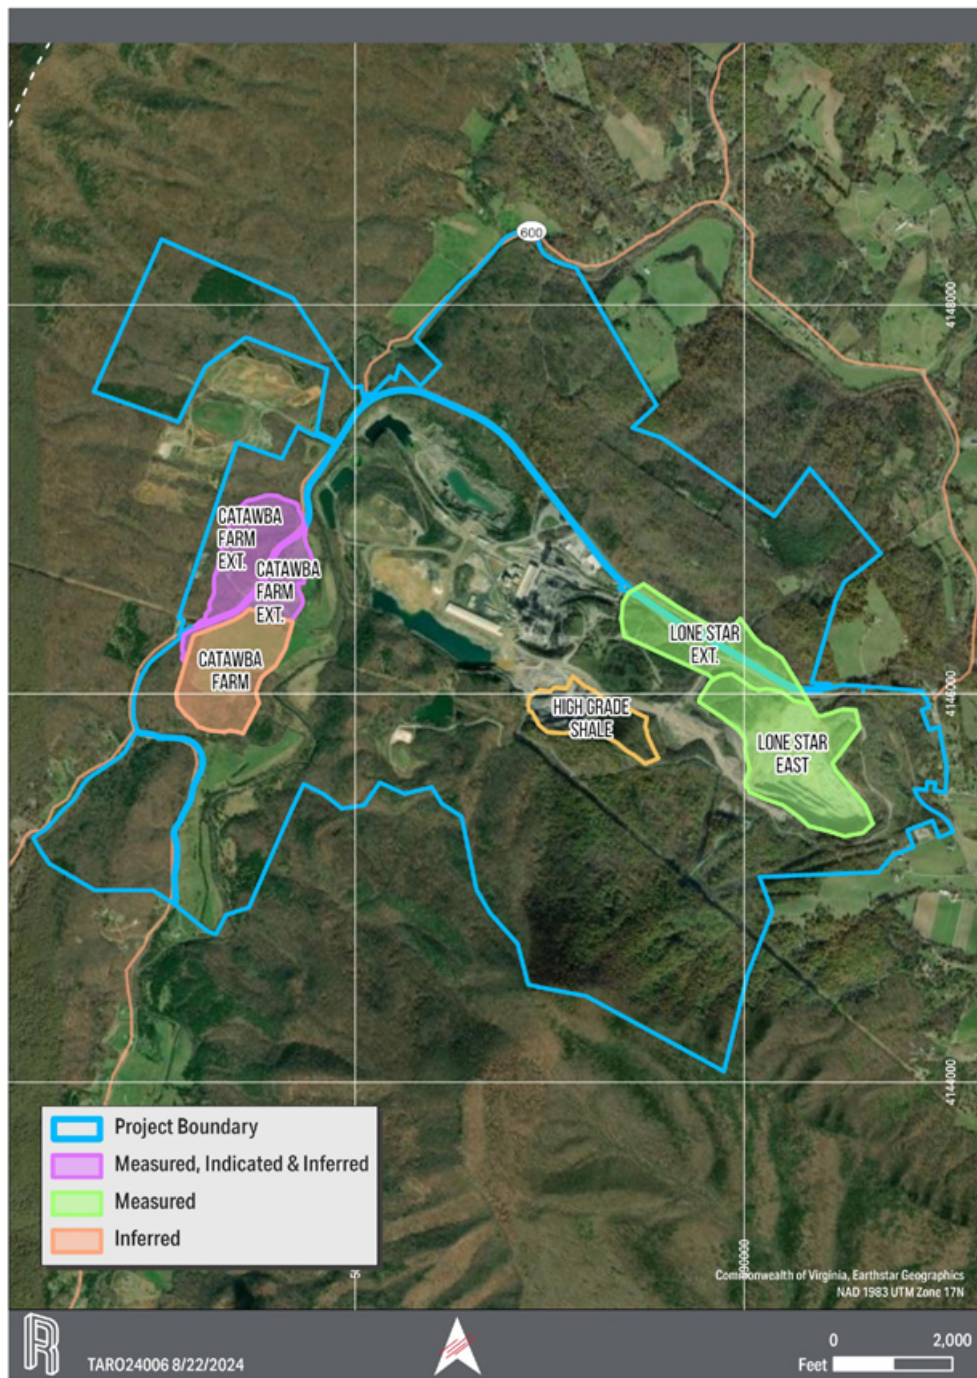 600
4148000
CATAWBA
FARM
EXT.
CATAWBA
FARM
EXT.
CATAWBA
FARM
LONE STAR
EXT.
HIGH GRADE
SHALE
LONE STAR
EAST
4146000
4144000
Project Boundary
Measured, Indicated & Inferred
Measured
Inferred
Commonwealth of Virginia, Earthstar Geographics
NAD 1983 UTM Zone 17N
TARO24006 8/22/2024
0 2,000
Feet